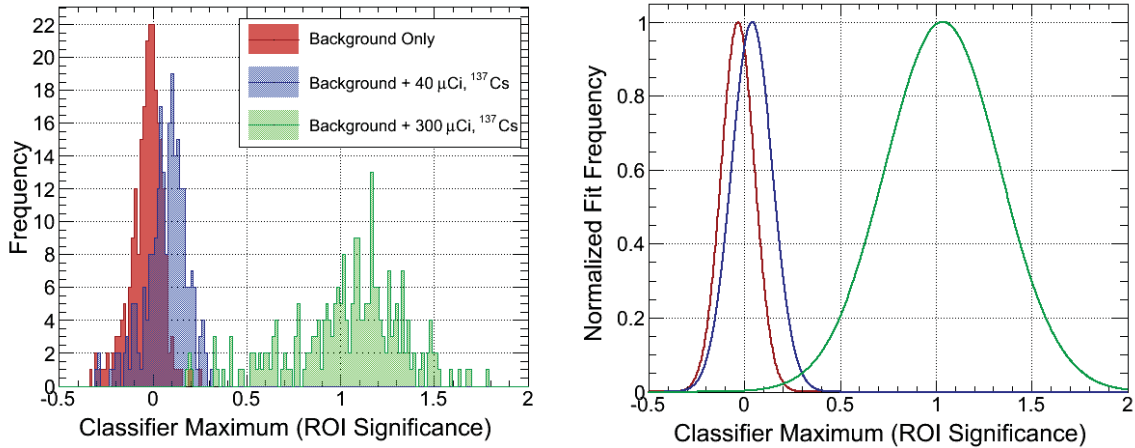 22
20
18
16
14
12
10
8
6
4
2
0
Frequency
Background Only
Background + 40 μCi, ¹³⁷Cs
Background + 300 μCi, ¹³⁷Cs
-0.5 0 0.5 1 1.5 2
Classifier Maximum (ROI Significance)
1
0.8
0.6
0.4
0.2
0
Normalized Fit Frequency
-0.5 0 0.5 1 1.5 2
Classifier Maximum (ROI Significance)